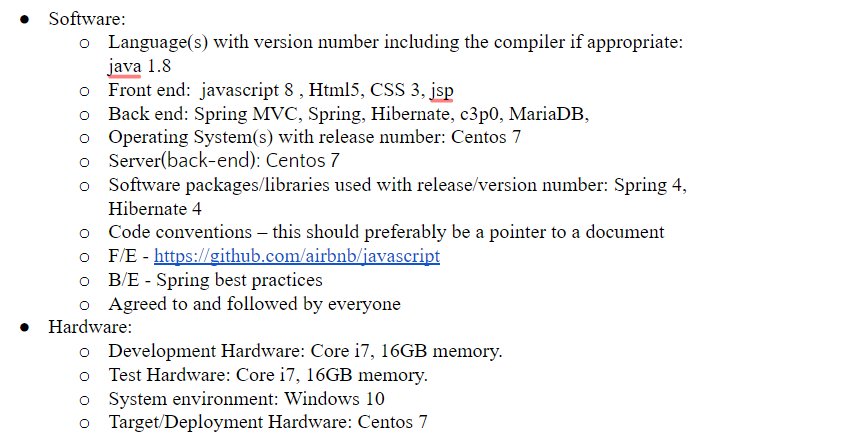 ● Software:
○ Language(s) with version number including the compiler if appropriate:
java 1.8
○ Front end:  javascript 8 , Html5, CSS 3, jsp
○ Back end: Spring MVC, Spring, Hibernate, c3p0, MariaDB,
○ Operating System(s) with release number: Centos 7
○ Server(back-end): Centos 7
○ Software packages/libraries used with release/version number: Spring 4,
Hibernate 4
○ Code conventions – this should preferably be a pointer to a document
○ F/E - https://github.com/airbnb/javascript
○ B/E - Spring best practices
○ Agreed to and followed by everyone
● Hardware:
○ Development Hardware: Core i7, 16GB memory.
○ Test Hardware: Core i7, 16GB memory.
○ System environment: Windows 10
○ Target/Deployment Hardware: Centos 7